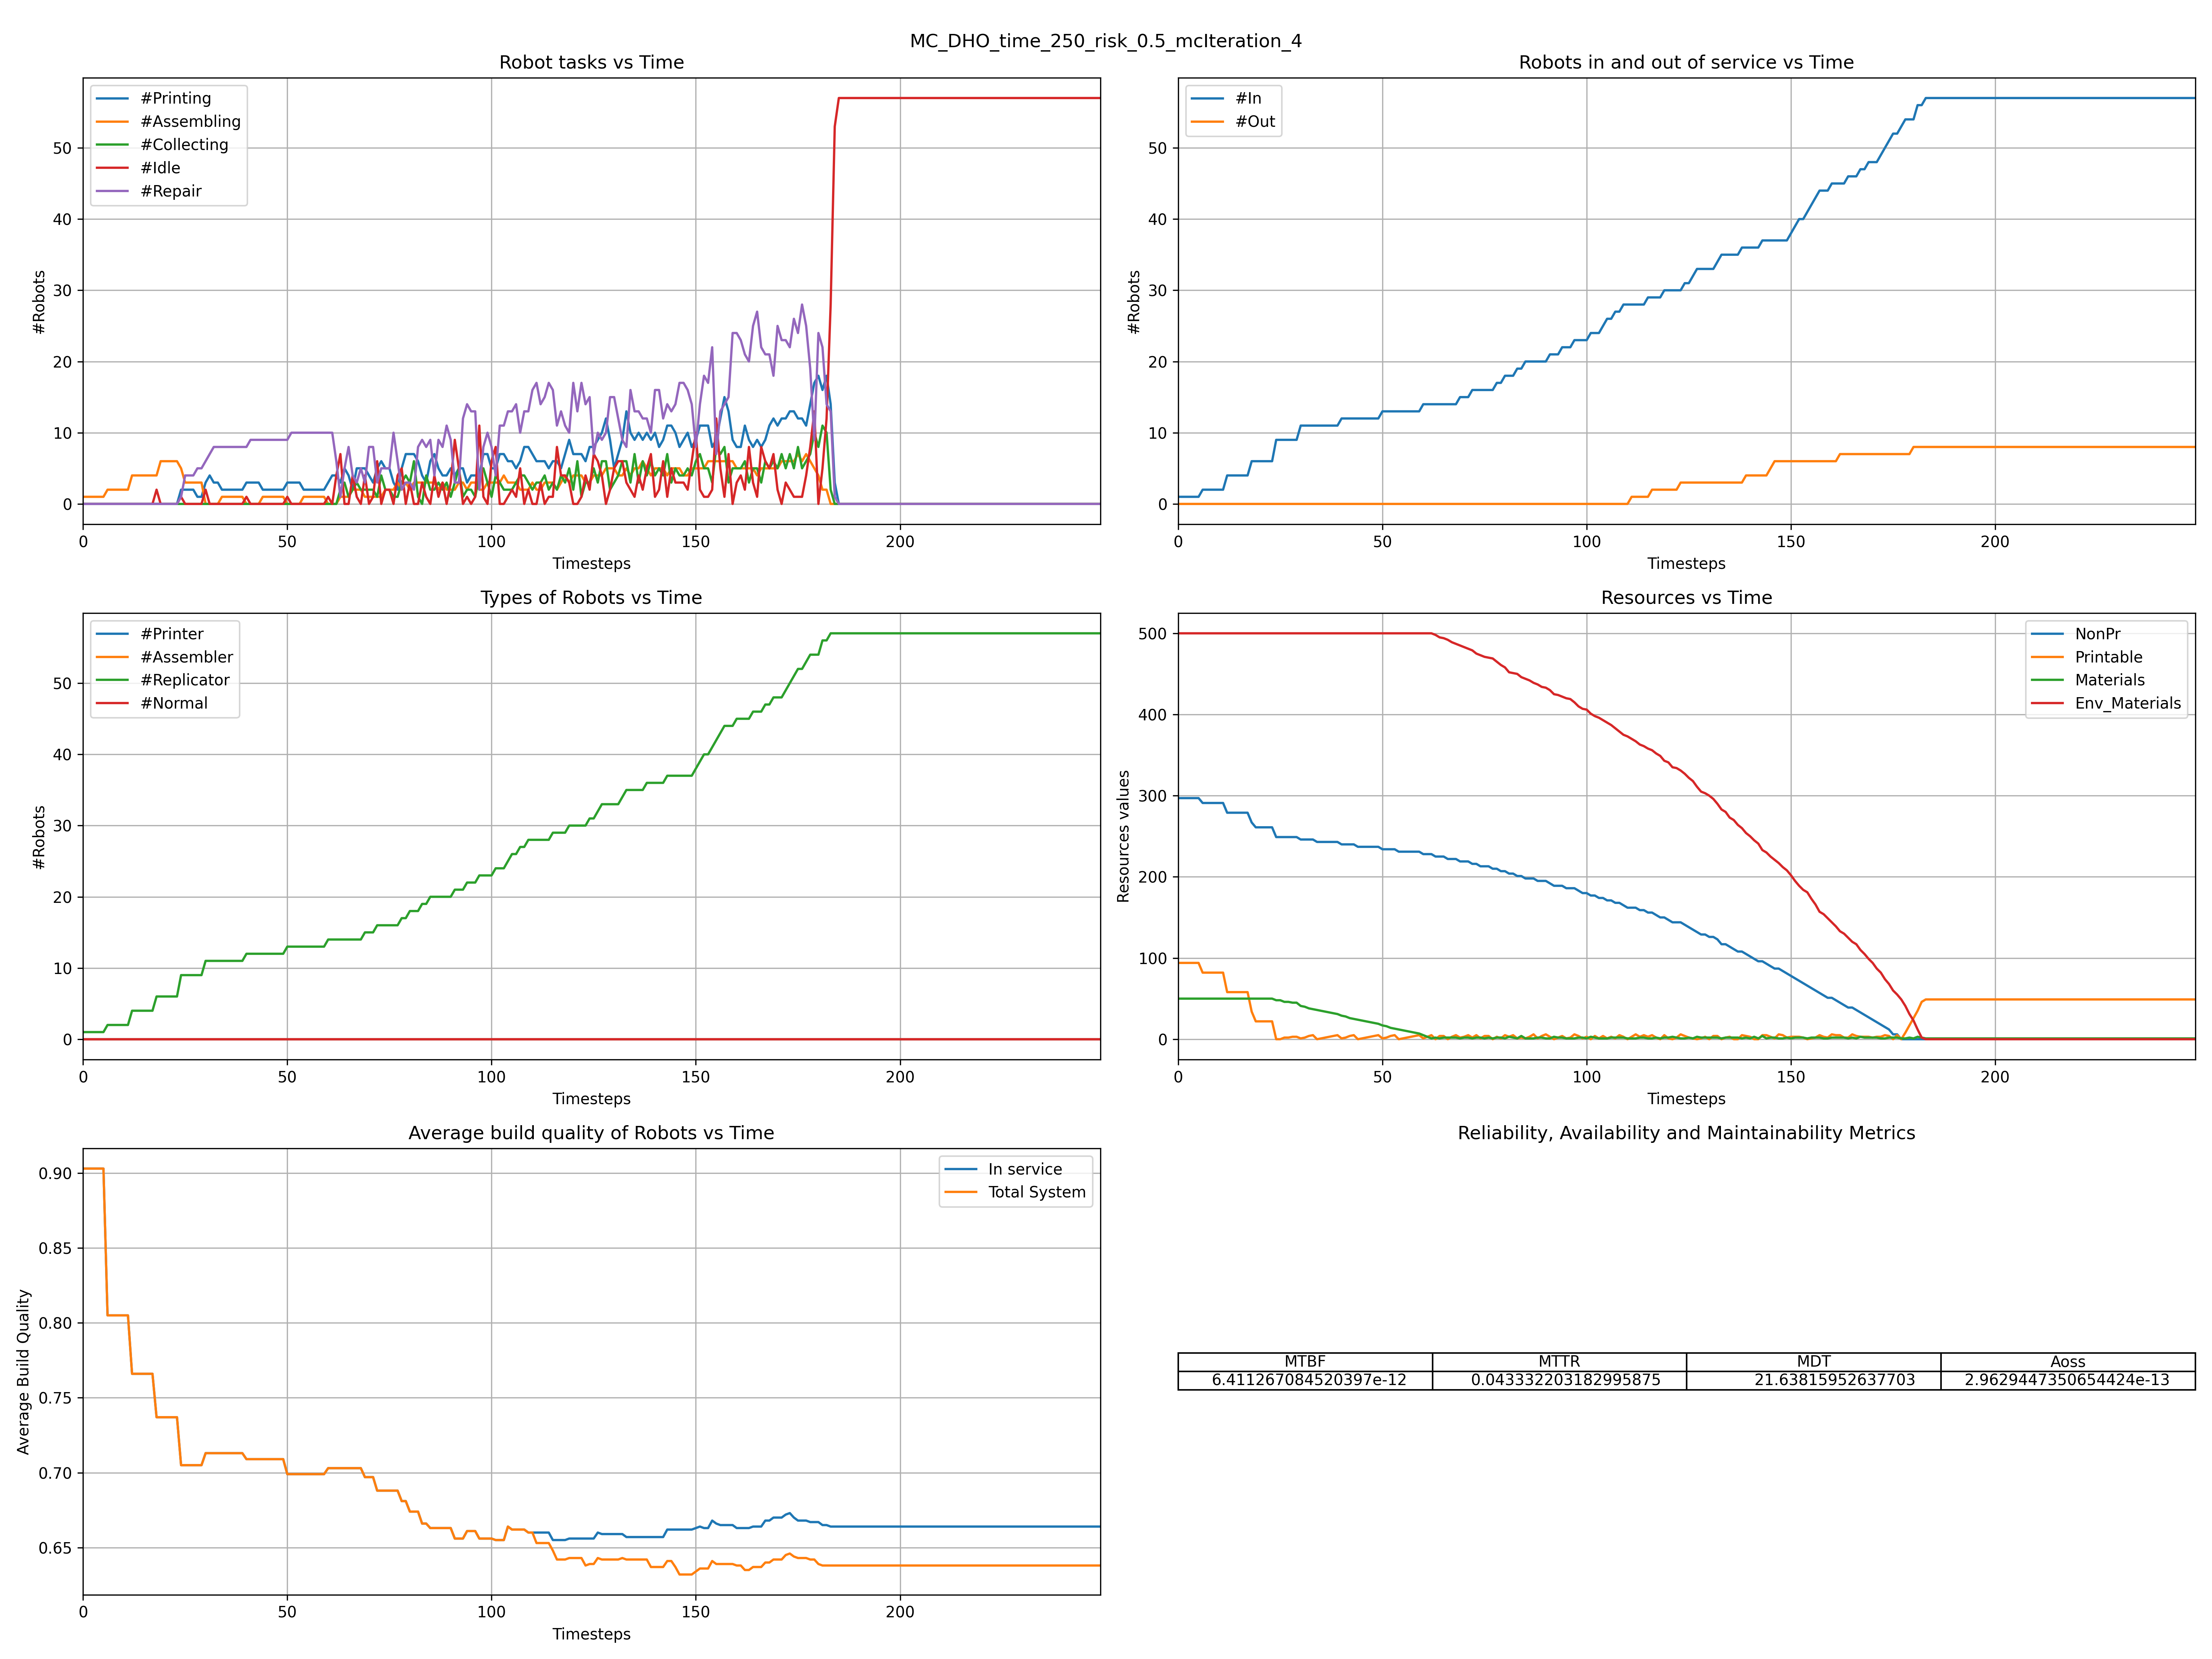 MC_DHO_time_250_risk_0.5_mcIteration_4
Robot tasks vs Time
#Printing
#Assembling
#Collecting
#Idle
#Repair
50
40
30
20
10
0
#Robots
0 50 100 150 200
Timesteps
Robots in and out of service vs Time
#In
#Out
50
40
30
20
10
0
#Robots
0 50 100 150 200
Timesteps
Types of Robots vs Time
#Printer
#Assembler
#Replicator
#Normal
50
40
30
20
10
0
#Robots
0 50 100 150 200
Timesteps
Resources vs Time
NonPr
Printable
Materials
Env_Materials
500
400
300
200
100
0
Resources values
0 50 100 150 200
Timesteps
Average build quality of Robots vs Time
In service
Total System
0.90
0.85
0.80
0.75
0.70
0.65
Average Build Quality
0 50 100 150 200
Timesteps
Reliability, Availability and Maintainability Metrics
MTBF MTTR MDT Aoss
6.411267084520397e-12 0.043332203182995875 21.63815952637703 2.9629447350654424e-13